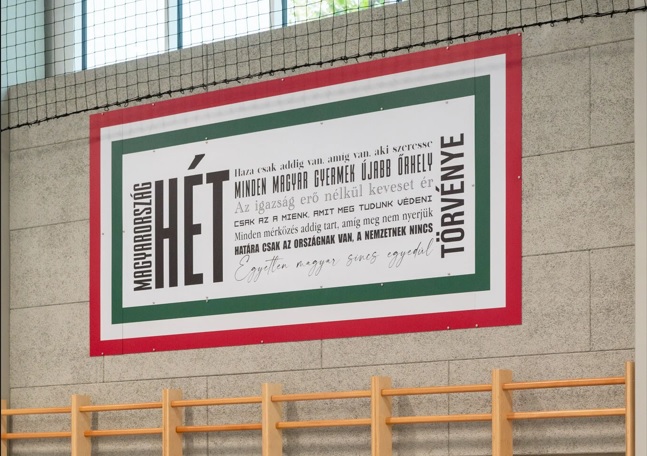 MAGYARORSZÁG
HÉT
Haza csak addig van, amíg van, aki szeresse
MINDEN MAGYAR GYERMEK ÚJABB ŐRHELY
Az igazság erő nélkül keveset ér
CSAK AZ A MIENK, AMIT MEG TUDUNK VÉDENI
Minden mérkőzés addig tart, amíg meg nem nyerjük
HATÁRA CSAK AZ ORSZÁGNAK VAN, A NEMZETNEK NINCS
Egyetlen magyar sincs egyedül
TÖRVÉNYE